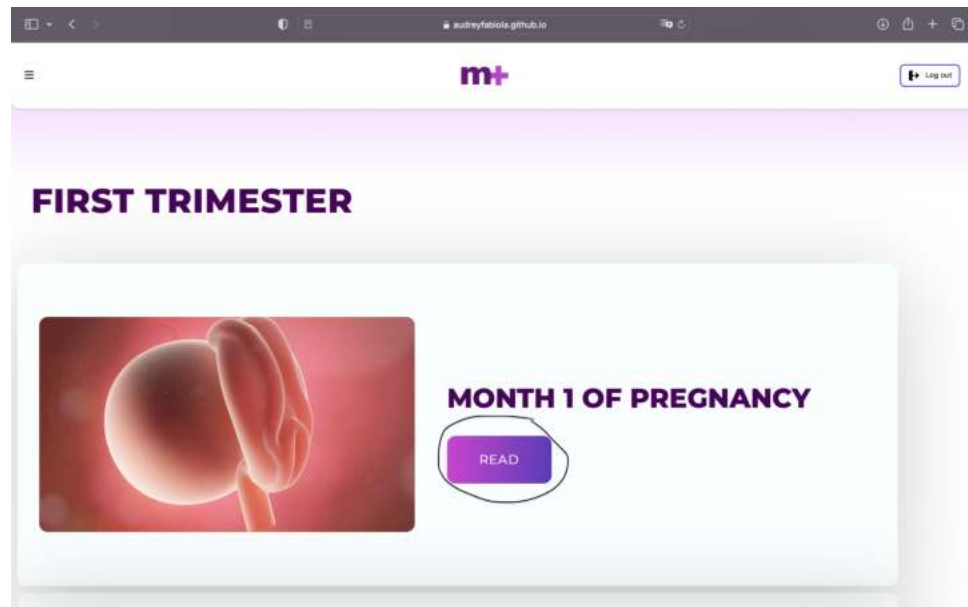 audreyfabiola.github.io
m+
Log out
FIRST TRIMESTER
MONTH 1 OF PREGNANCY
READ